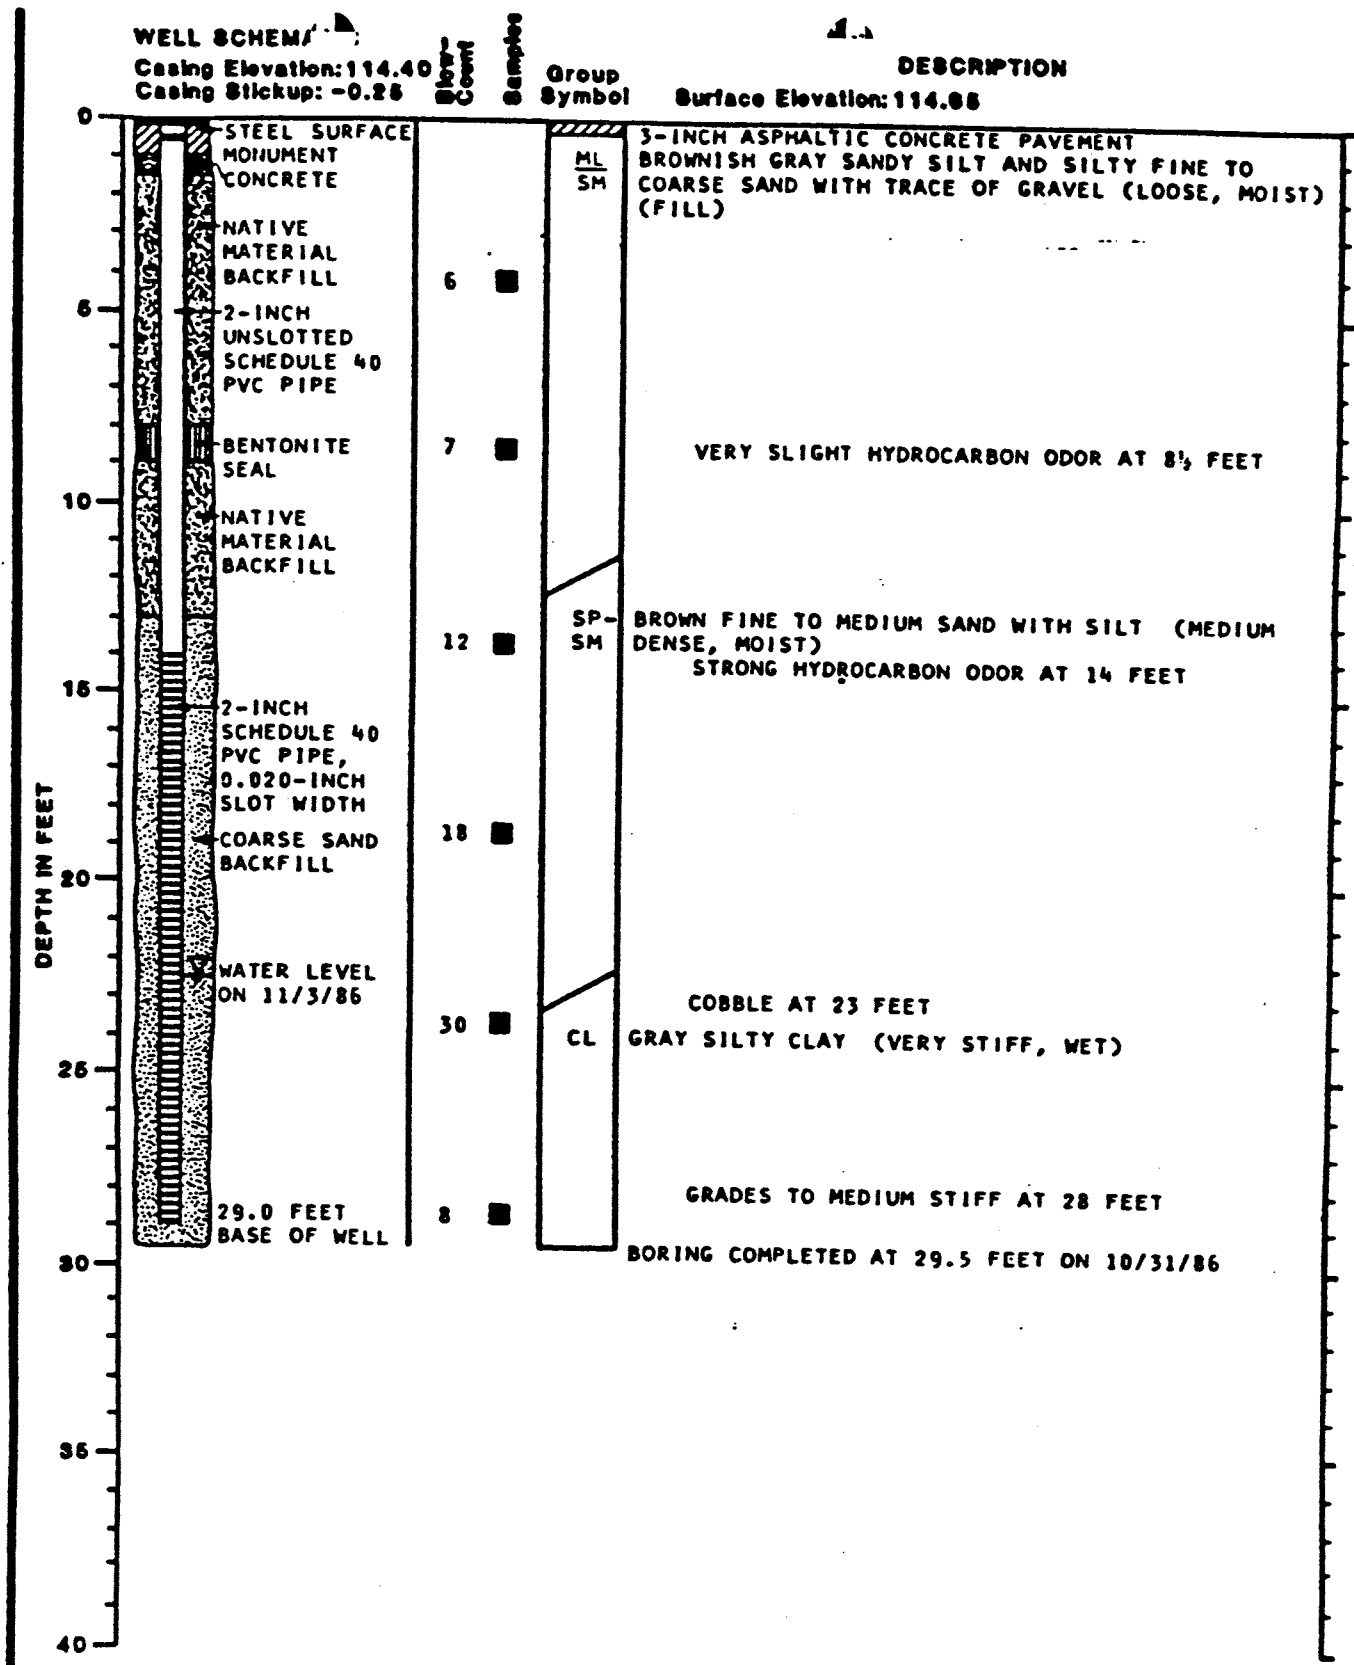 WELL SCHEMA
Casing Elevation: 114.40
Casing Stickup: -0.25
Blow-
Count
Samples
Group
Symbol
DESCRIPTION
Surface Elevation: 114.65
0
STEEL SURFACE
MONUMENT
CONCRETE
3-INCH ASPHALTIC CONCRETE PAVEMENT
ML
SM
BROWNISH GRAY SANDY SILT AND SILTY FINE TO
COARSE SAND WITH TRACE OF GRAVEL (LOOSE, MOIST)
(FILL)
NATIVE
MATERIAL
BACKFILL
6
5
2-INCH
UNSLOTTED
SCHEDULE 40
PVC PIPE
BENTONITE
SEAL
7
VERY SLIGHT HYDROCARBON ODOR AT 8½ FEET
10
NATIVE
MATERIAL
BACKFILL
12
SP-
SM
BROWN FINE TO MEDIUM SAND WITH SILT (MEDIUM
DENSE, MOIST)
STRONG HYDROCARBON ODOR AT 14 FEET
15
2-INCH
SCHEDULE 40
PVC PIPE,
0.020-INCH
SLOT WIDTH
18
COARSE SAND
BACKFILL
DEPTH IN FEET
20
WATER LEVEL
ON 11/3/86
COBBLE AT 23 FEET
30
CL
GRAY SILTY CLAY (VERY STIFF, WET)
25
GRADES TO MEDIUM STIFF AT 28 FEET
29.0 FEET
BASE OF WELL
8
BORING COMPLETED AT 29.5 FEET ON 10/31/86
30
35
40